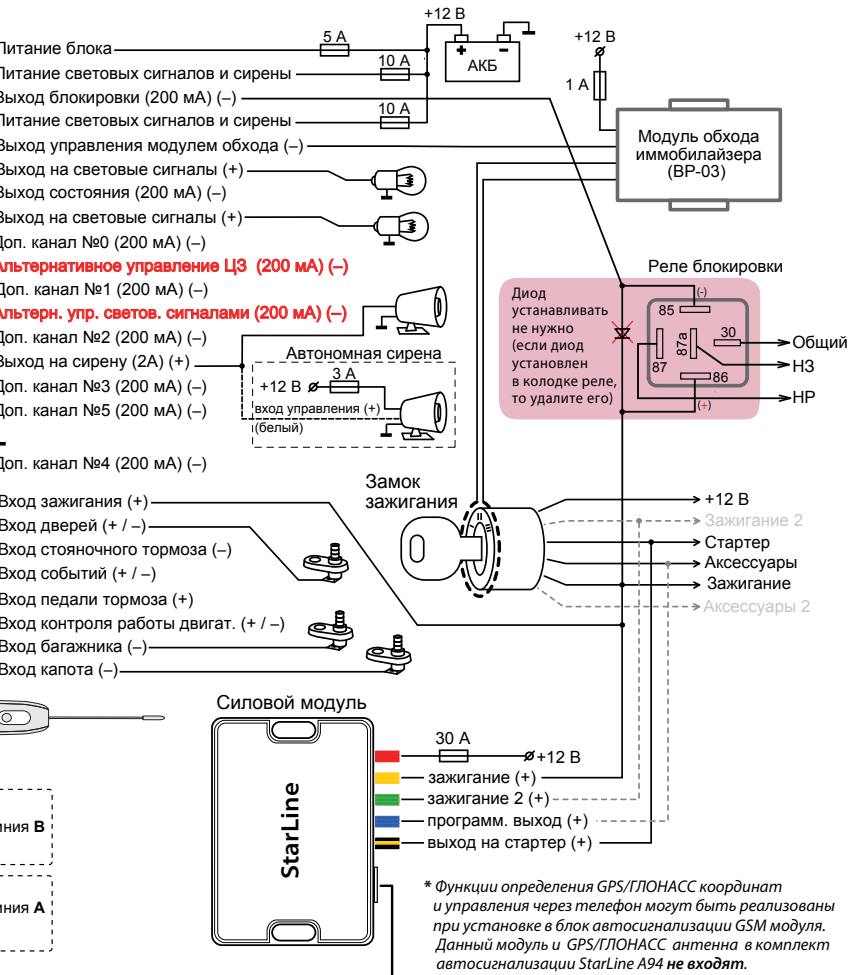 +12 В
Питание блока
5 А
Питание световых сигналов и сирены
10 А
АКБ
+ –
Выход блокировки (200 мА) (–)
Питание световых сигналов и сирены
10 А
Выход управления модулем обхода (–)
Выход на световые сигналы (+)
Выход состояния (200 мА) (–)
Выход на световые сигналы (+)
Доп. канал №0 (200 мА) (–)
Альтернативное управление ЦЗ (200 мА) (–)
Доп. канал №1 (200 мА) (–)
Альтерн. упр. светов. сигналами (200 мА) (–)
Доп. канал №2 (200 мА) (–)
Выход на сирену (2А) (+)
Доп. канал №3 (200 мА) (–)
Доп. канал №5 (200 мА) (–)
Доп. канал №4 (200 мА) (–)
Автономная сирена
+12 В
3 А
вход управления (+)
(белый)
+12 В
1 А
Модуль обхода
иммобилайзера
(BP-03)
Реле блокировки
Диод
устанавливать
не нужно
(если диод
установлен
в колодке реле,
то удалите его)
(-)
85
30
87a
87
86
(+)
Общий
НЗ
НР
Вход зажигания (+)
Вход дверей (+ / –)
Вход стояночного тормоза (–)
Вход событий (+ / –)
Вход педали тормоза (+)
Вход контроля работы двигат. (+ / –)
Вход багажника (–)
Вход капота (–)
Замок
зажигания
+12 В
Зажигание 2
Стартер
Аксессуары
Зажигание
Аксессуары 2
Силовой модуль
StarLine
30 А
+12 В
зажигание (+)
зажигание 2 (+)
программ. выход (+)
выход на стартер (+)
В
А
* Функции определения GPS/ГЛОНАСС координат
и управления через телефон могут быть реализованы
при установке в блок автосигнализации GSM модуля.
Данный модуль и GPS/ГЛОНАСС антенна в комплект
автосигнализации StarLine A94 не входят.